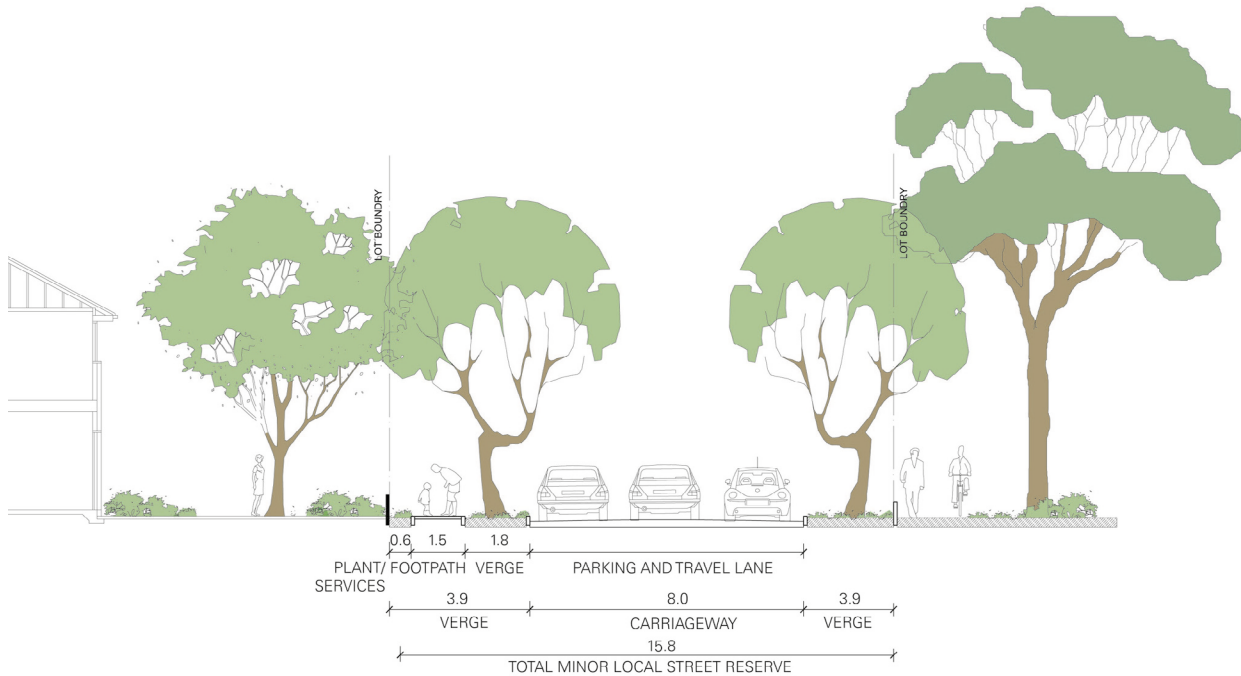 LOT BOUNDRY
LOT BOUNDRY
0.6 1.5 1.8
PLANT/ FOOTPATH VERGE PARKING AND TRAVEL LANE
SERVICES
3.9 8.0 3.9
VERGE CARRIAGEWAY VERGE
15.8
TOTAL MINOR LOCAL STREET RESERVE